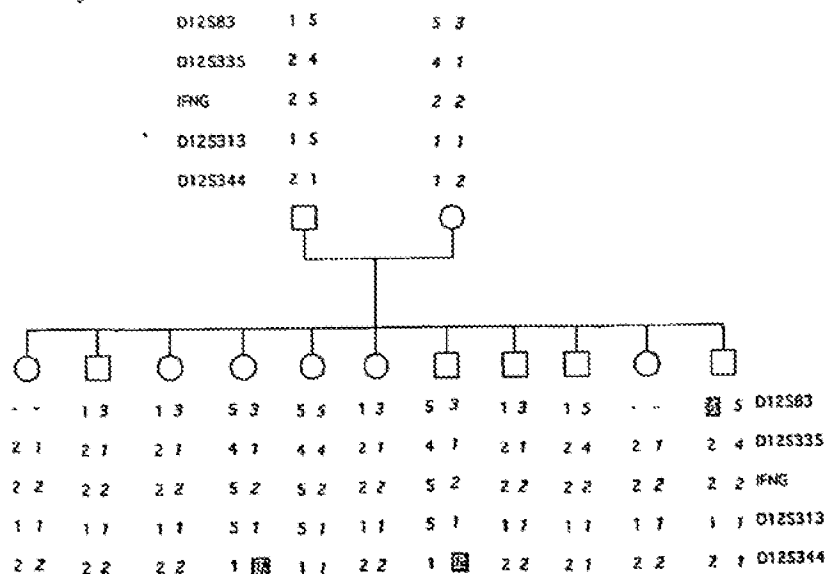 D12S83 1 5 5 3
D12S335 2 4 4 1
IFNG 2 5 2 2
D12S313 1 5 1 1
D12S344 2 1 1 2
- - 1 3 1 3 5 3 5 5 1 3 5 3 1 3 1 5 - - 5 D12S83
2 1 2 1 2 1 4 1 4 4 2 1 4 1 2 1 2 4 2 1 2 4 D12S335
2 2 2 2 2 2 5 2 5 2 2 2 5 2 2 2 2 2 2 2 2 2 IFNG
1 1 1 1 1 1 5 1 5 1 1 1 5 1 1 1 1 1 1 1 1 1 D12S313
2 2 2 2 2 2 1 1 1 2 2 1 2 2 2 1 2 2 2 1 D12S344